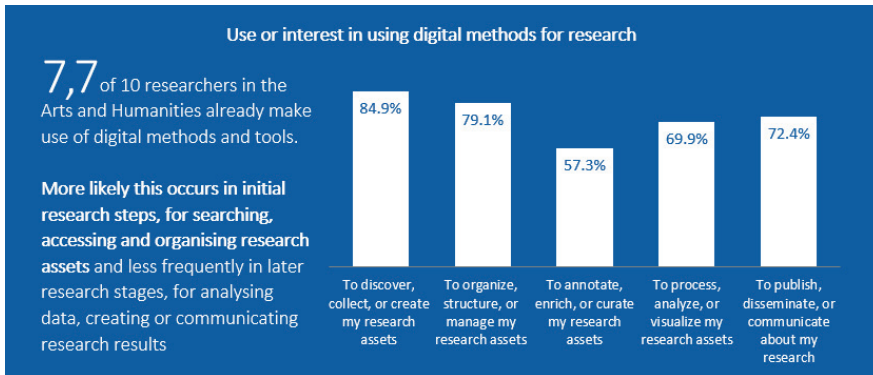 Use or interest in using digital methods for research
7,7 of 10 researchers in the
Arts and Humanities already make
use of digital methods and tools.
More likely this occurs in initial
research steps, for searching,
accessing and organising research
assets and less frequently in later
research stages, for analysing
data, creating or communicating
research results
84.9%
79.1%
57.3%
69.9%
72.4%
To discover,
collect, or create
my research
assets
To organize,
structure, or
manage my
research assets
To annotate,
enrich, or curate
my research
assets
To process,
analyze, or
visualize my
research assets
To publish,
disseminate, or
communicate
about my
research